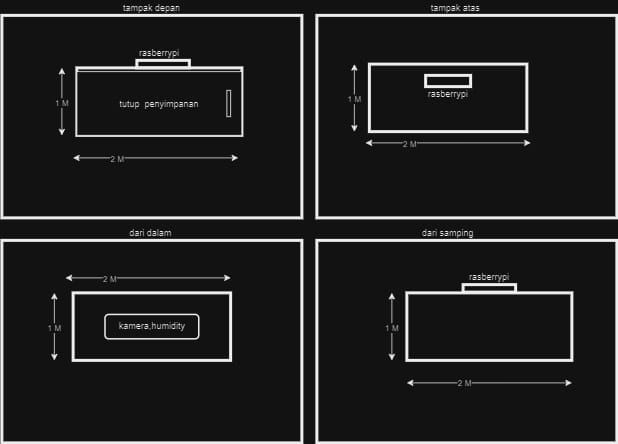 tampak depan
rasberrypi
1 M
tutup penyimpanan
2 M
tampak atas
1 M
rasberrypi
2 M
dari dalam
2 M
1 M
kamera,humidity
dari samping
rasberrypi
1 M
2 M